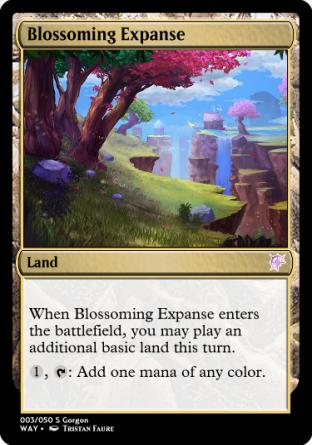 Blossoming Expanse
Land
When Blossoming Expanse enters
the battlefield, you may play an
additional basic land this turn.
1, : Add one mana of any color.
003/050 S Gorgon
WAY • Tristan Faure